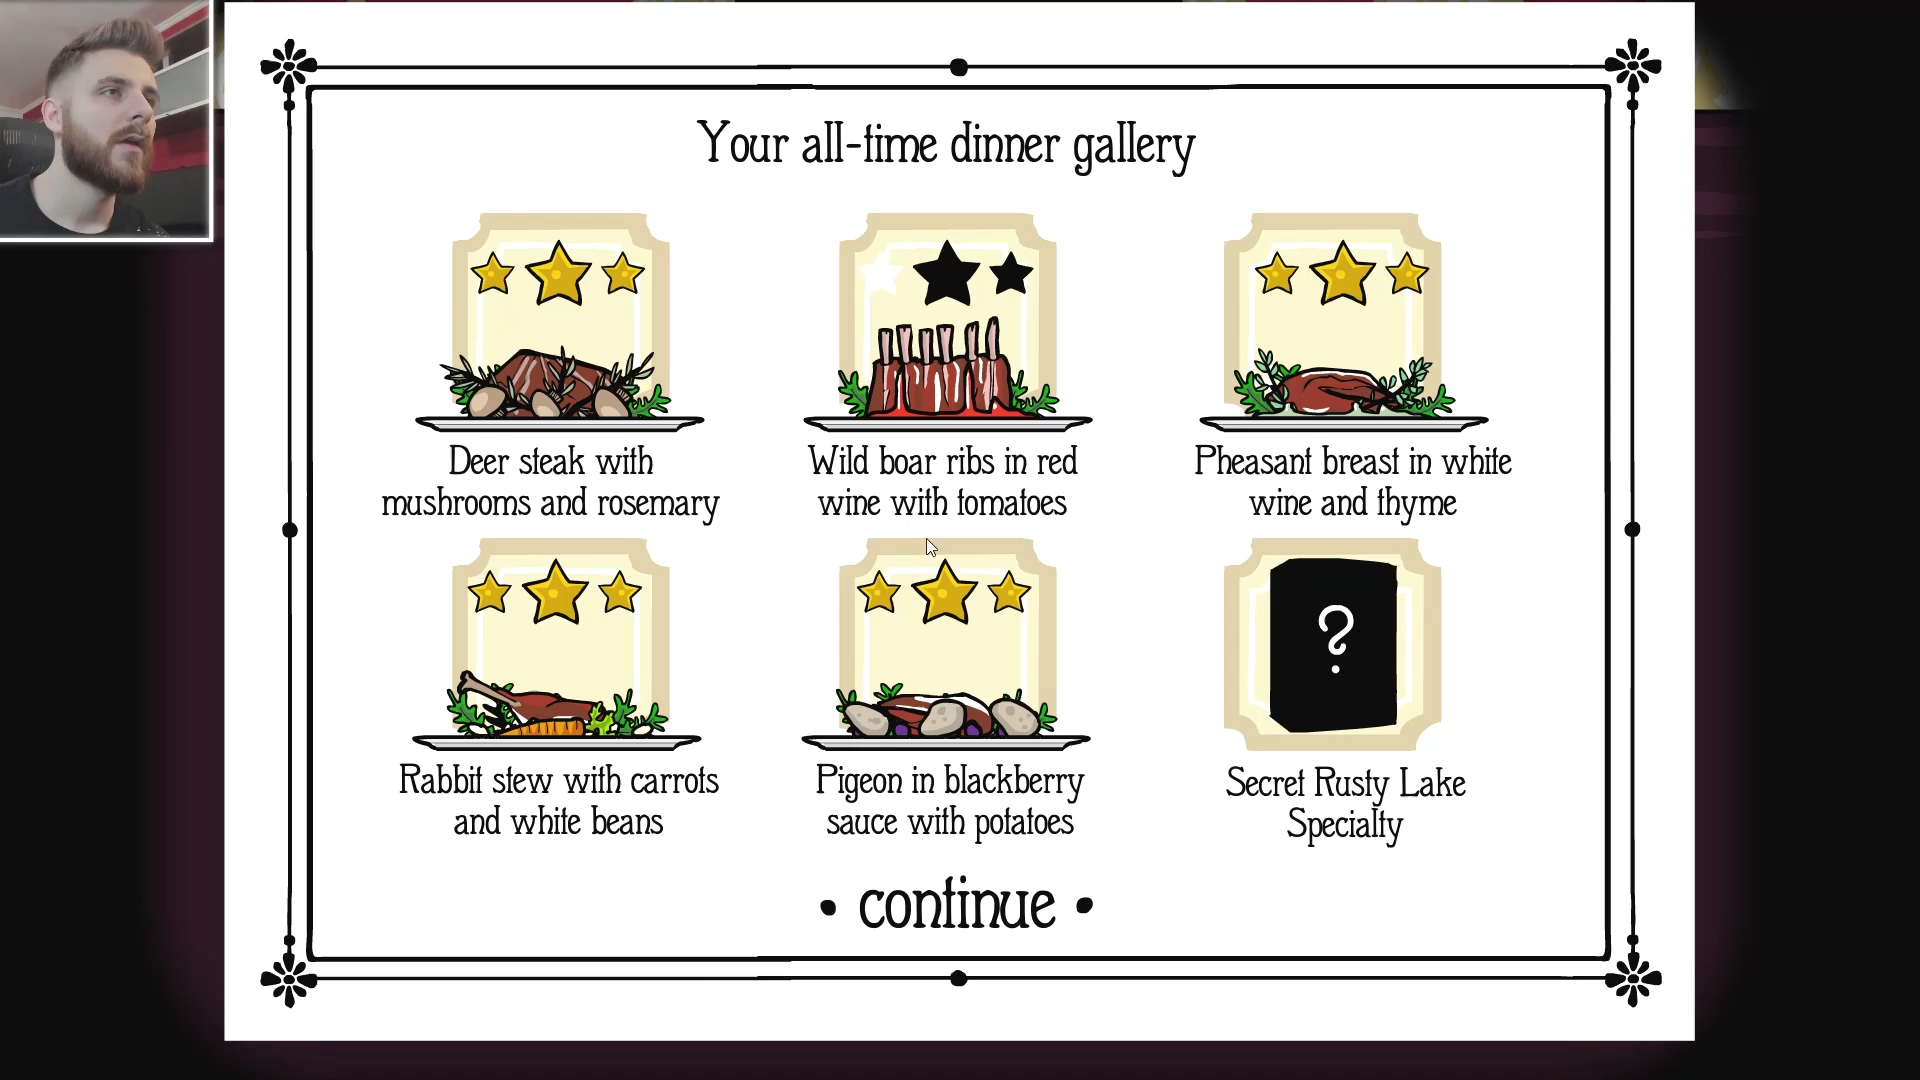 Your all-time dinner gallery
Deer steak with
mushrooms and rosemary
Wild boar ribs in red
wine with tomatoes
Pheasant breast in white
wine and thyme
Rabbit stew with carrots
and white beans
Pigeon in blackberry
sauce with potatoes
?
Secret Rusty Lake
Specialty
• continue •